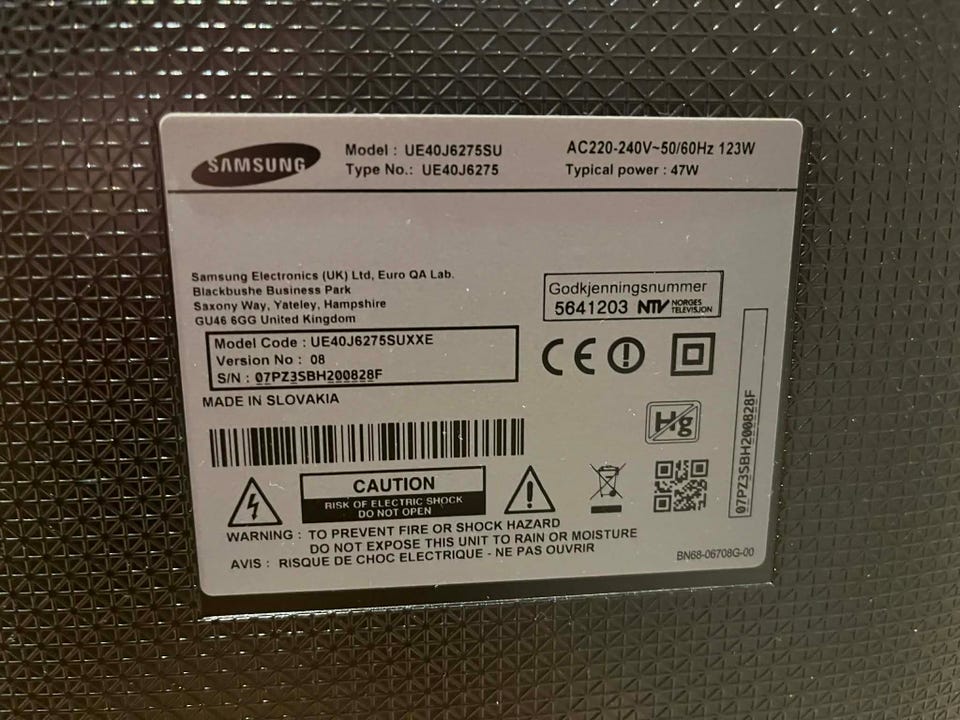 SAMSUNG
Model : UE40J6275SU
Type No.: UE40J6275
AC220-240V~50/60Hz 123W
Typical power : 47W
Samsung Electronics (UK) Ltd, Euro QA Lab.
Blackbushe Business Park
Saxony Way, Yateley, Hampshire
GU46 6GG United Kingdom
Model Code : UE40J6275SUXXE
Version No : 08
S/N : 07PZ3SBH200828F
MADE IN SLOVAKIA
Godkjenningsnummer
5641203 NTV NORGES
TELEVISJON
CE
Hg
07PZ3SBH200828F
CAUTION
RISK OF ELECTRIC SHOCK
DO NOT OPEN
WARNING : TO PREVENT FIRE OR SHOCK HAZARD
DO NOT EXPOSE THIS UNIT TO RAIN OR MOISTURE
AVIS : RISQUE DE CHOC ELECTRIQUE - NE PAS OUVRIR
BN68-06708G-00